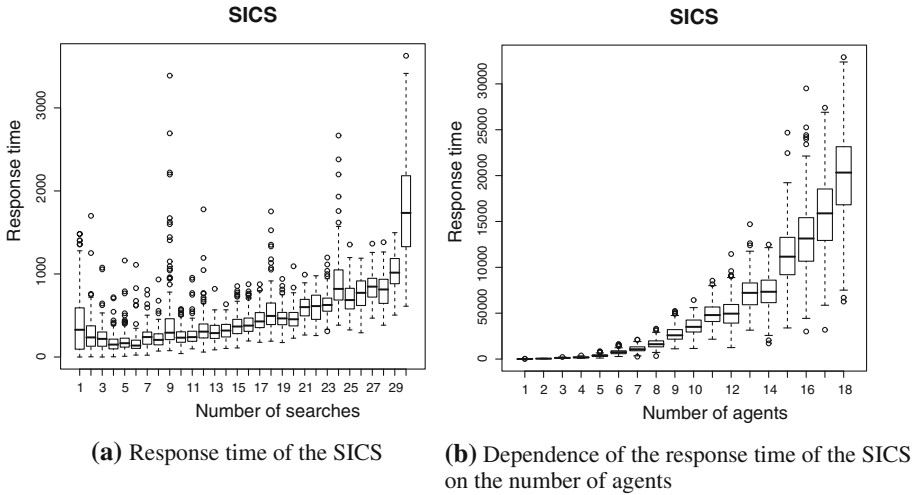 SICS
Response time
3000
2000
1000
0
1 3 5 7 9 11 13 15 17 19 21 23 25 27 29
Number of searches
(a) Response time of the SICS
SICS
Response time
30000
25000
20000
15000
10000
50000
0
1 2 3 4 5 6 7 8 9 10 12 14 16 18
Number of agents
(b) Dependence of the response time of the SICS
on the number of agents